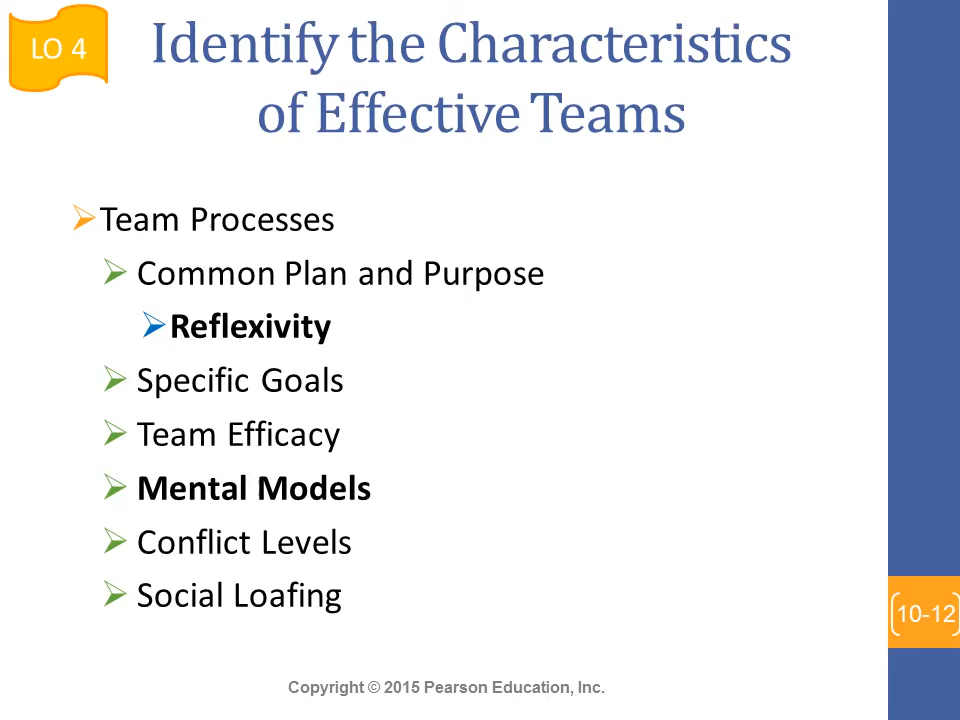 LO 4
Identify the Characteristics
of Effective Teams
Team Processes
Common Plan and Purpose
Reflexivity
Specific Goals
Team Efficacy
Mental Models
Conflict Levels
Social Loafing
10-12
Copyright © 2015 Pearson Education, Inc.